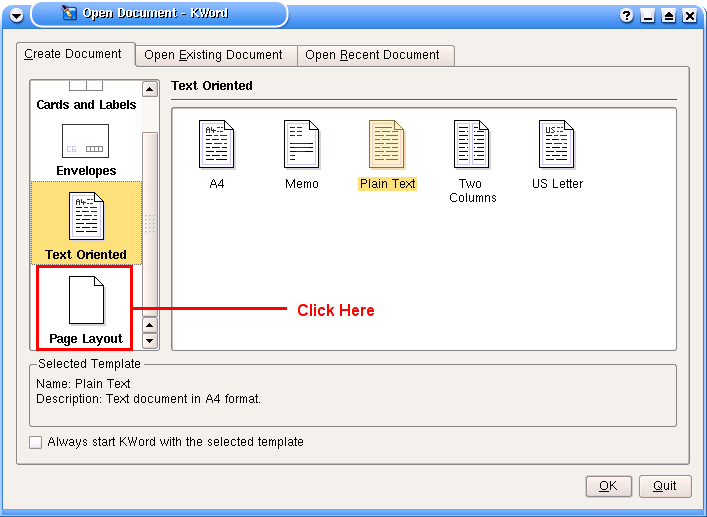 Open Document - KWord
?
Create Document
Open Existing Document
Open Recent Document
Cards and Labels
C6
Envelopes
A4
Text Oriented
Page Layout
Text Oriented
A4
US
A4
Memo
Plain Text
Two
Columns
US Letter
Click Here
Selected Template
Name: Plain Text
Description: Text document in A4 format.
Always start KWord with the selected template
OK
Quit